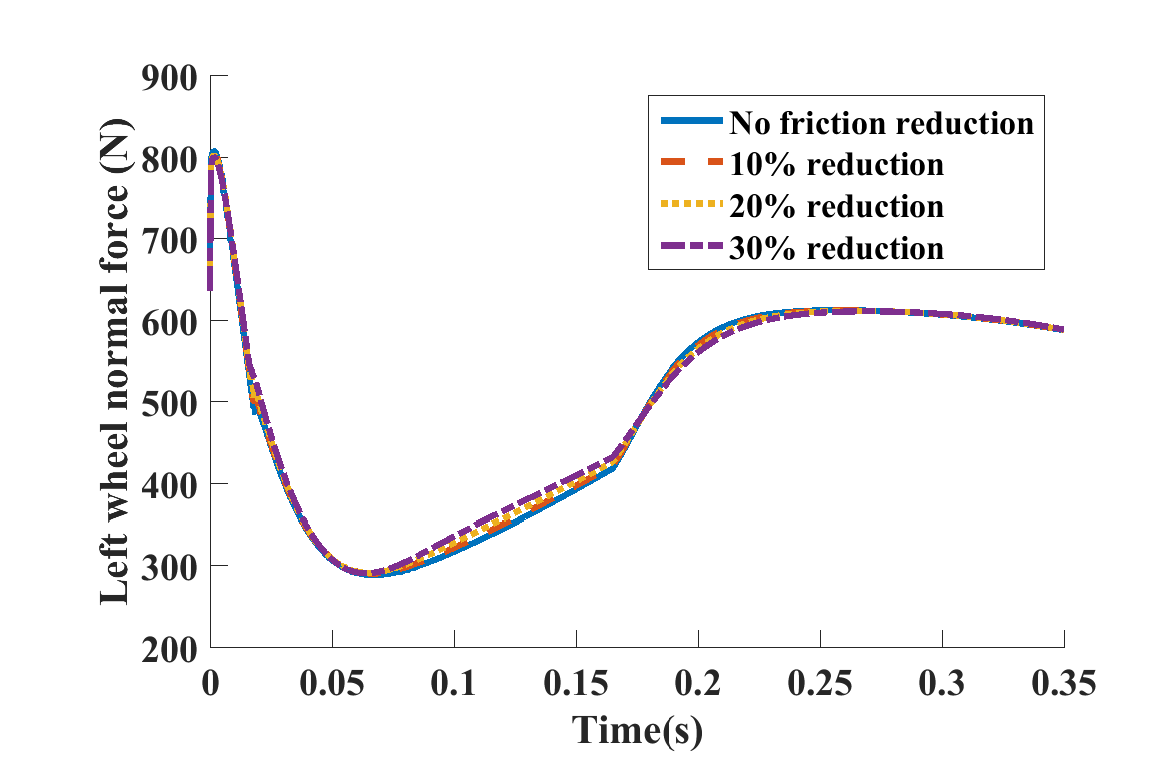 900
800
700
600
500
400
300
200
Left wheel normal force (N)
No friction reduction
10% reduction
20% reduction
30% reduction
0 0.05 0.1 0.15 0.2 0.25 0.3 0.35
Time(s)